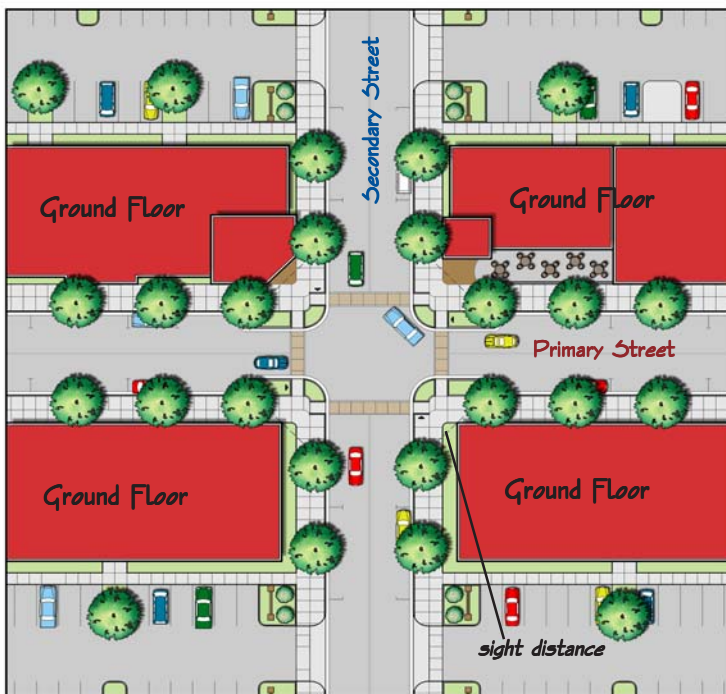 Secondary Street
Ground Floor
Ground Floor
Primary Street
Ground Floor
Ground Floor
sight distance